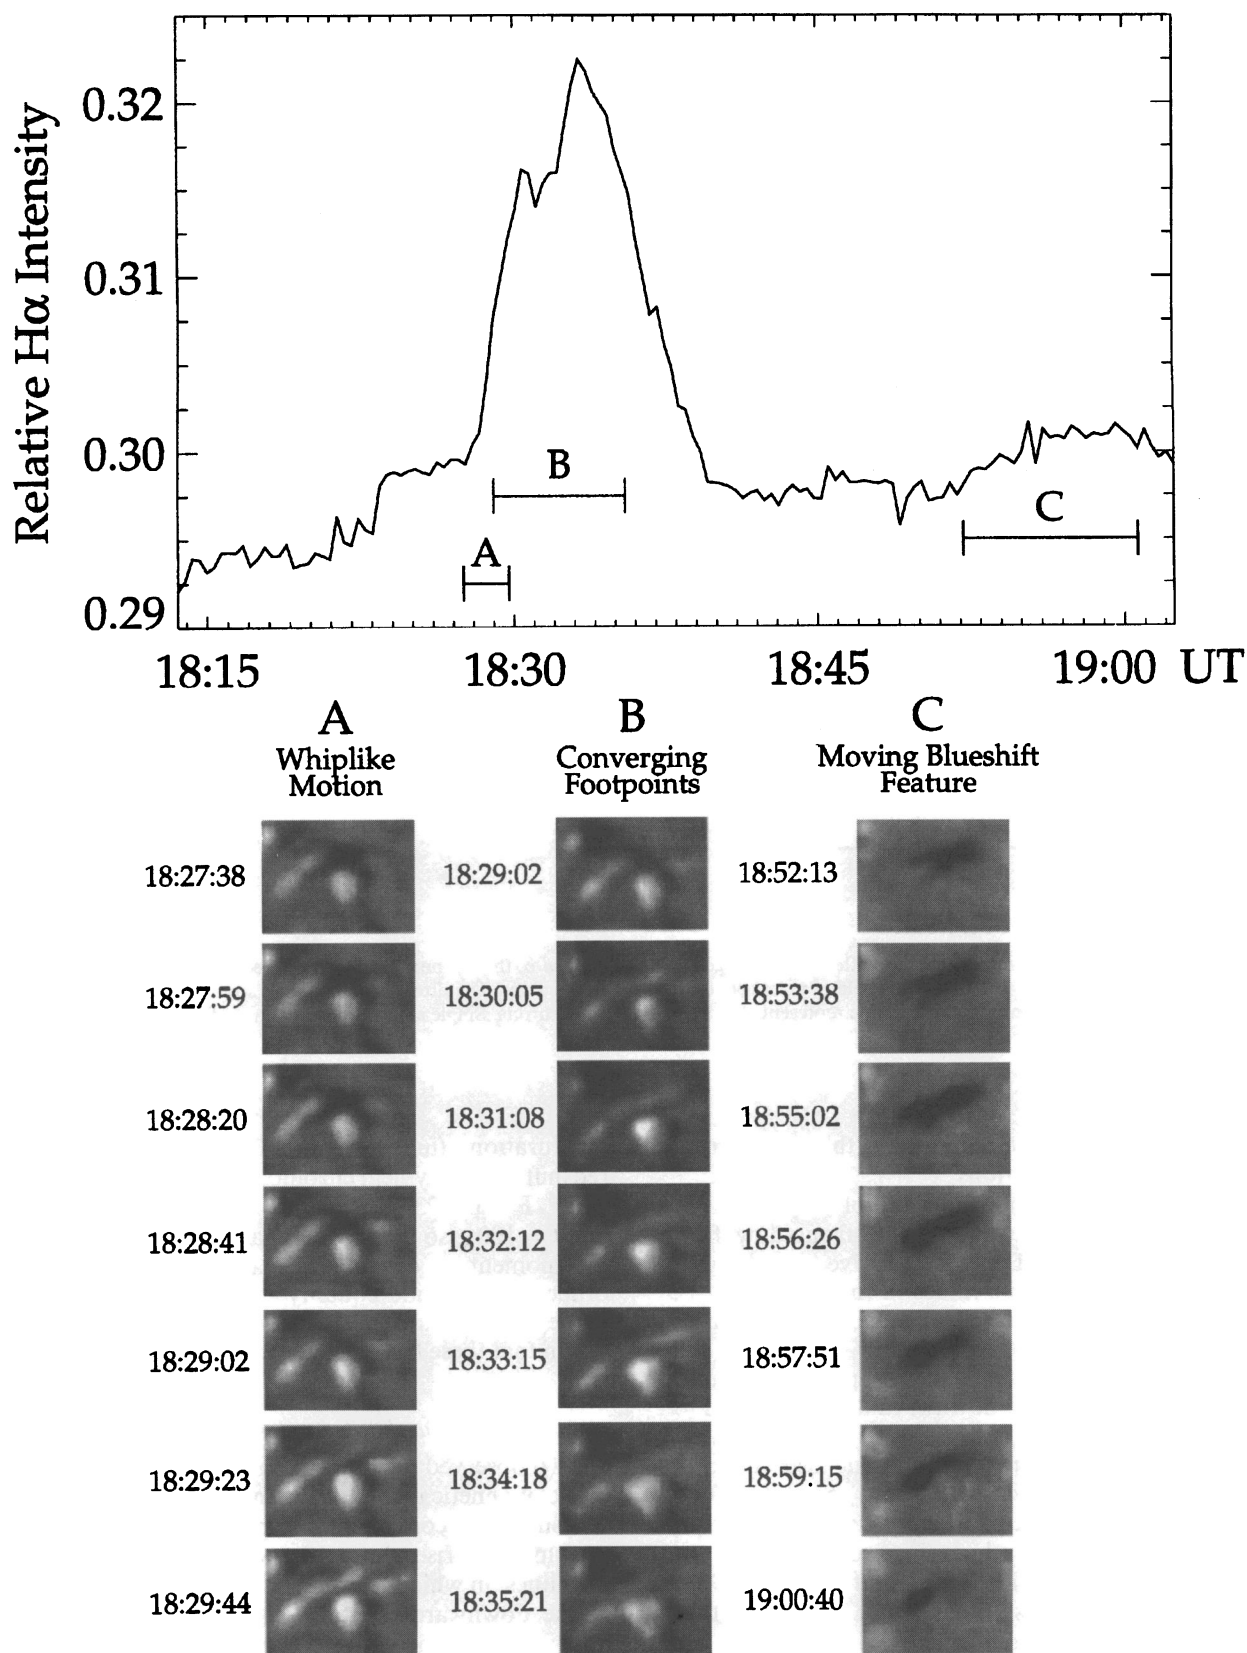 Relative Hα Intensity
0.32
0.31
0.30
0.29
B
A
C
18:15 18:30 18:45 19:00 UT
A
Whiplike
Motion
B
Converging
Footpoints
C
Moving Blueshift
Feature
18:27:38 18:29:02 18:52:13
18:27:59 18:30:05 18:53:38
18:28:20 18:31:08 18:55:02
18:28:41 18:32:12 18:56:26
18:29:02 18:33:15 18:57:51
18:29:23 18:34:18 18:59:15
18:29:44 18:35:21 19:00:40